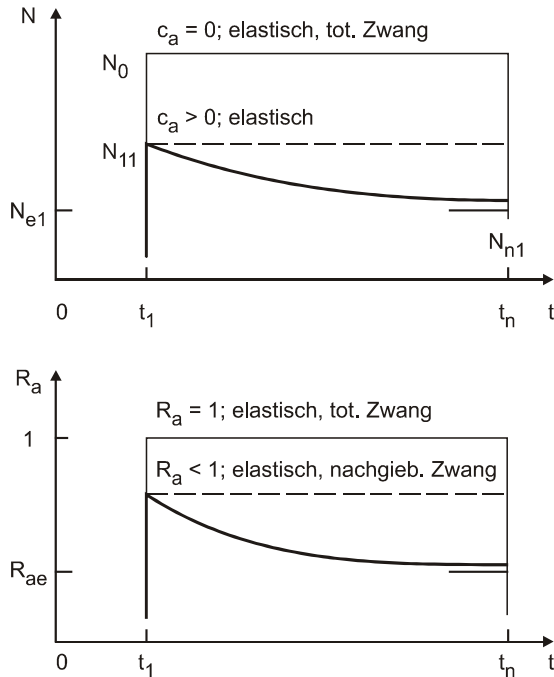 N
c_a = 0; elastisch, tot. Zwang
N_0
c_a > 0; elastisch
N_11
N_e1
N_n1
0
t_1
t_n
t
R_a
R_a = 1; elastisch, tot. Zwang
1
R_a < 1; elastisch, nachgieb. Zwang
R_ae
0
t_1
t_n
t